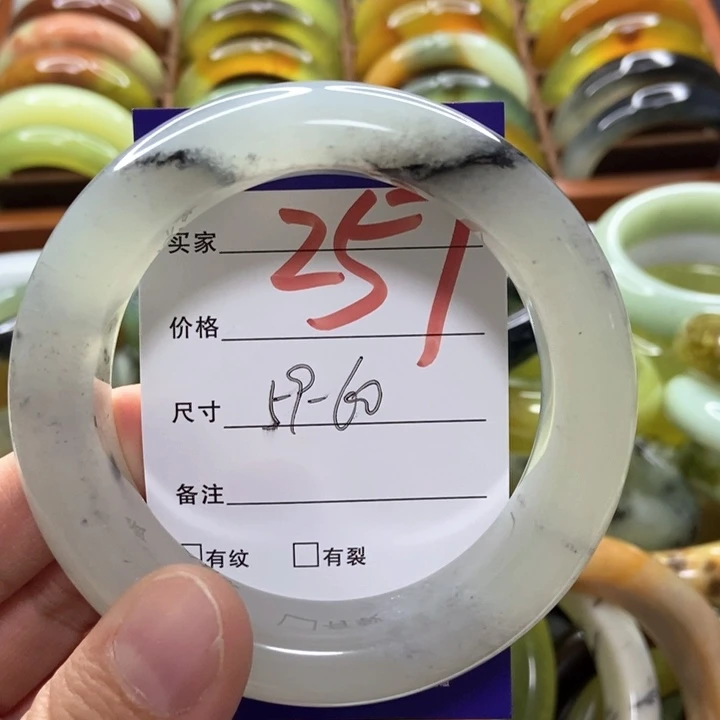 251
买家
价格
尺寸 59-60
备注
□有纹 □有裂